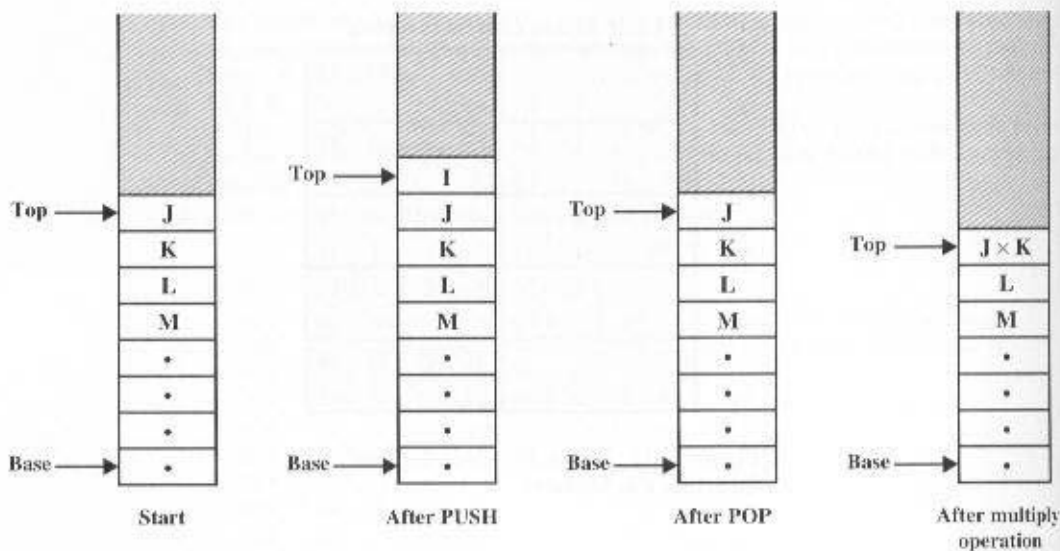 Top
J
K
L
M
•
•
•
•
Base
Start
Top
I
J
K
L
M
•
•
•
•
Base
After PUSH
Top
J
K
L
M
•
•
•
•
Base
After POP
Top
J × K
L
M
•
•
•
•
Base
After multiply
operation